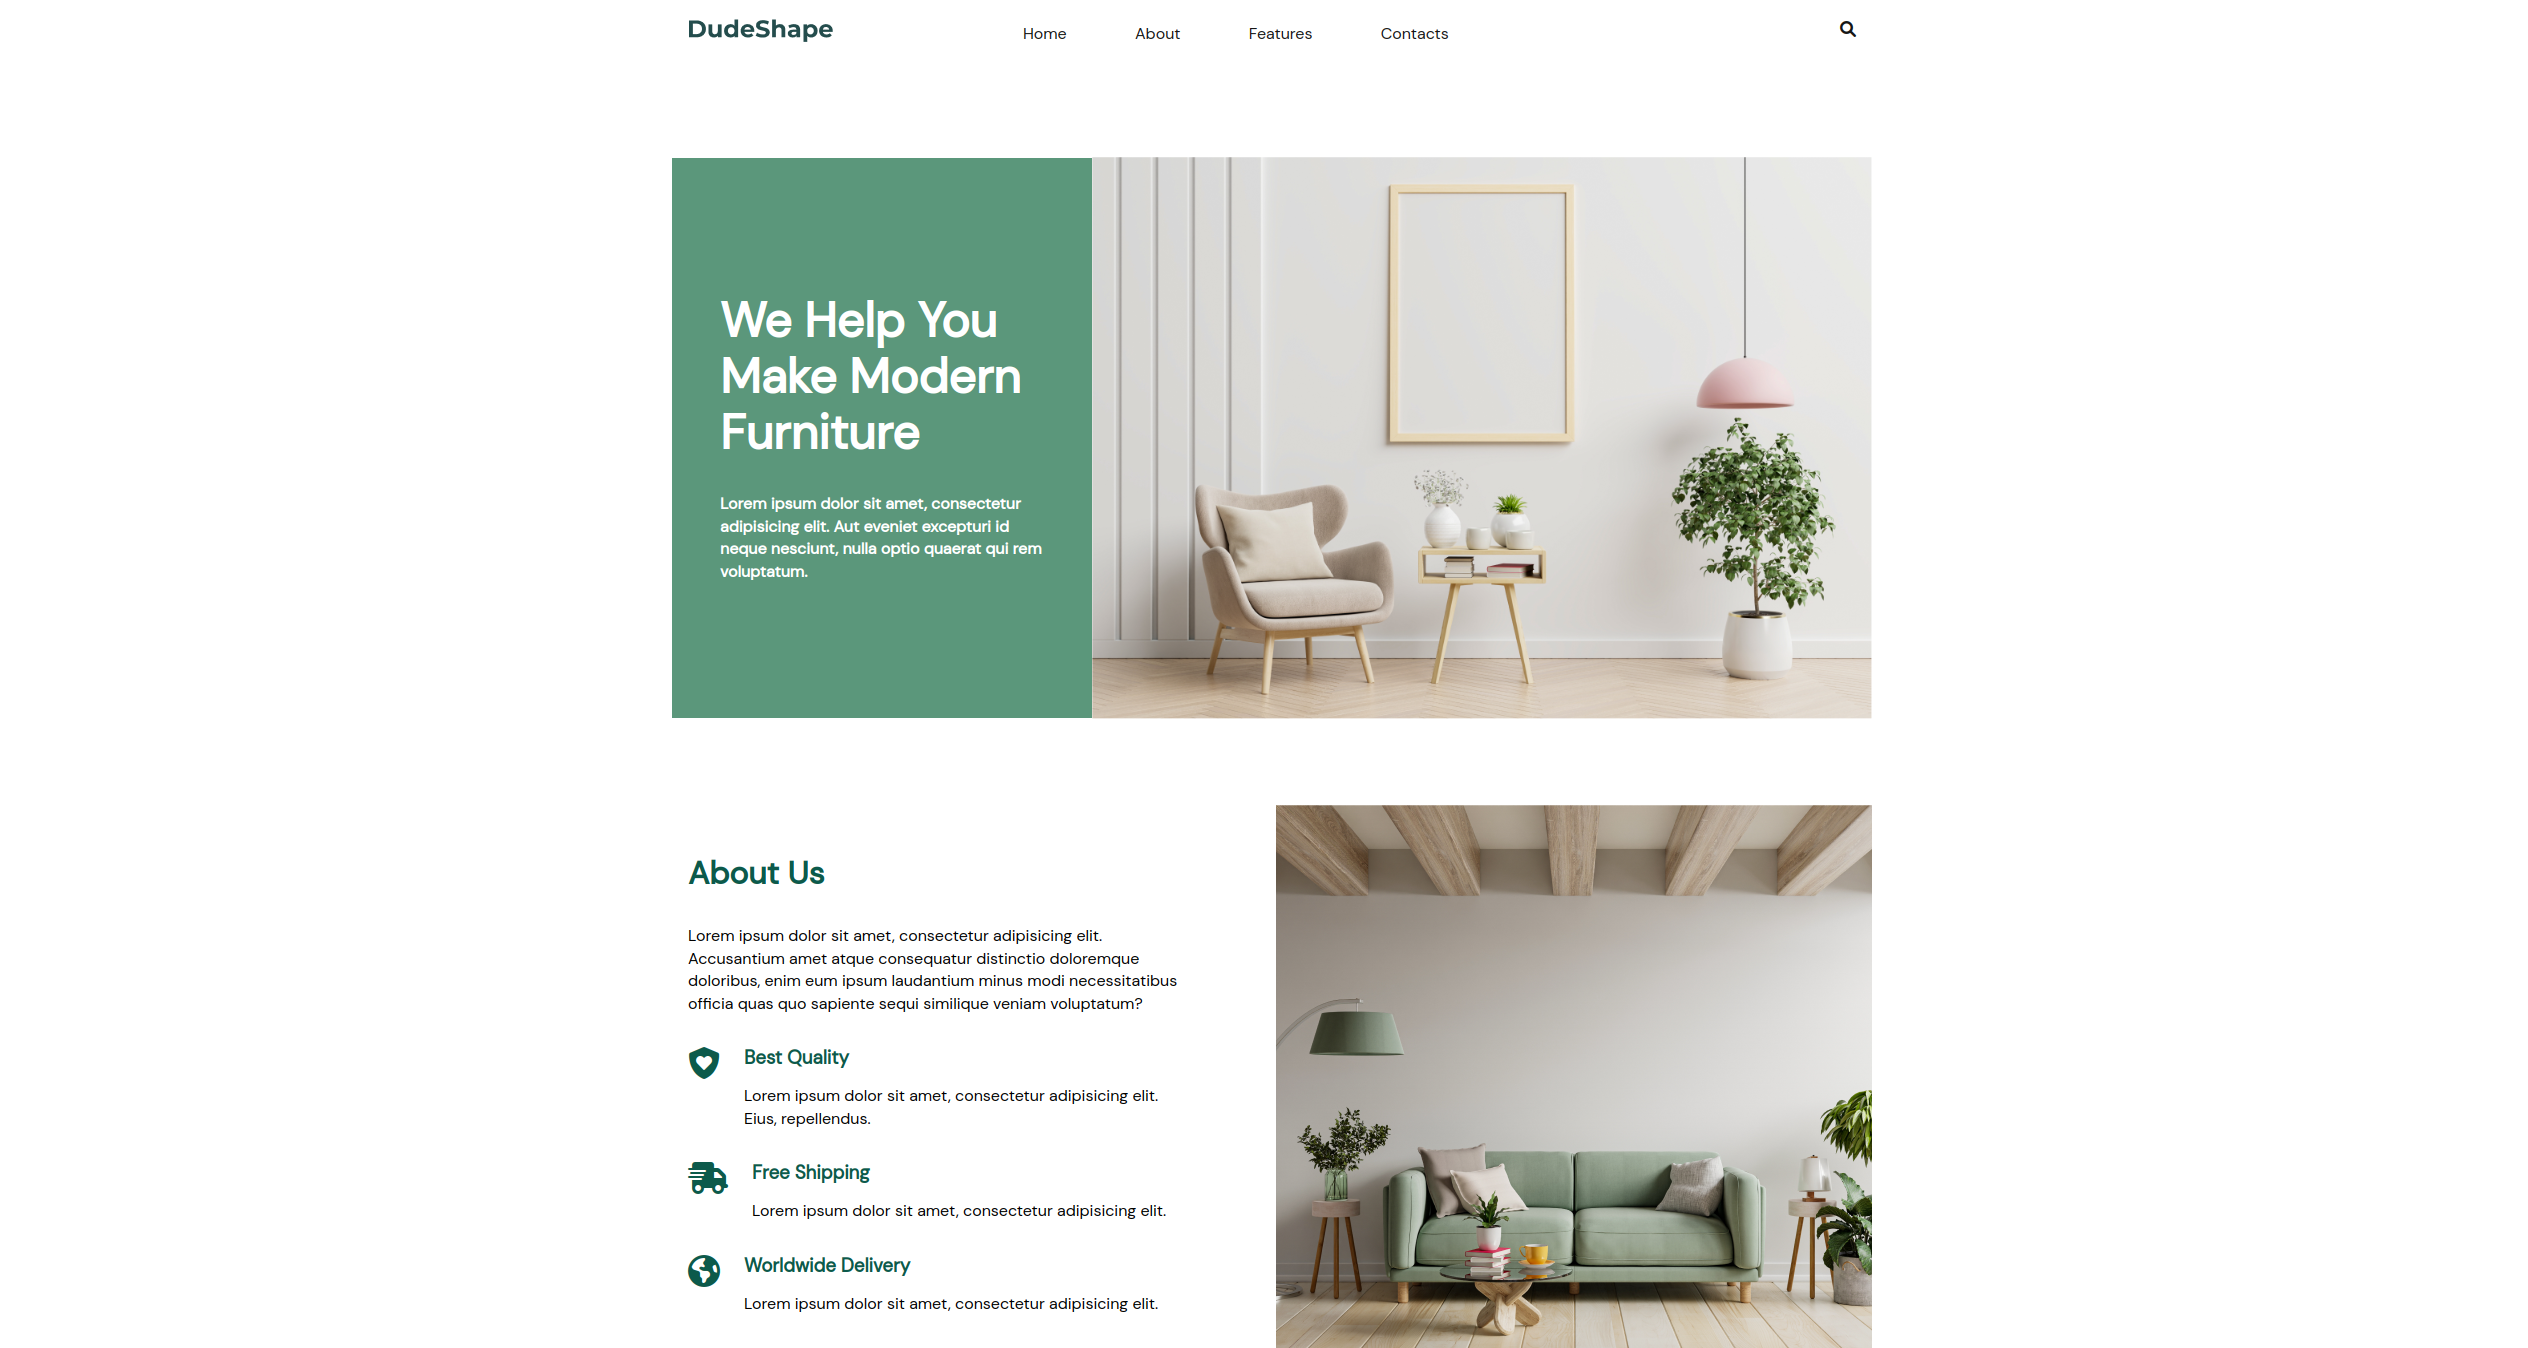 DudeShape
Home
About
Features
Contacts
We Help You
Make Modern
Furniture
Lorem ipsum dolor sit amet, consectetur
adipisicing elit. Aut eveniet excepturi id
neque nesciunt, nulla optio quaerat qui rem
voluptatum.
About Us
Lorem ipsum dolor sit amet, consectetur adipisicing elit.
Accusantium amet atque consequatur distinctio doloremque
doloribus, enim eum ipsum laudantium minus modi necessitatibus
officia quas quo sapiente sequi similique veniam voluptatum?
Best Quality
Lorem ipsum dolor sit amet, consectetur adipisicing elit.
Eius, repellendus.
Free Shipping
Lorem ipsum dolor sit amet, consectetur adipisicing elit.
Worldwide Delivery
Lorem ipsum dolor sit amet, consectetur adipisicing elit.